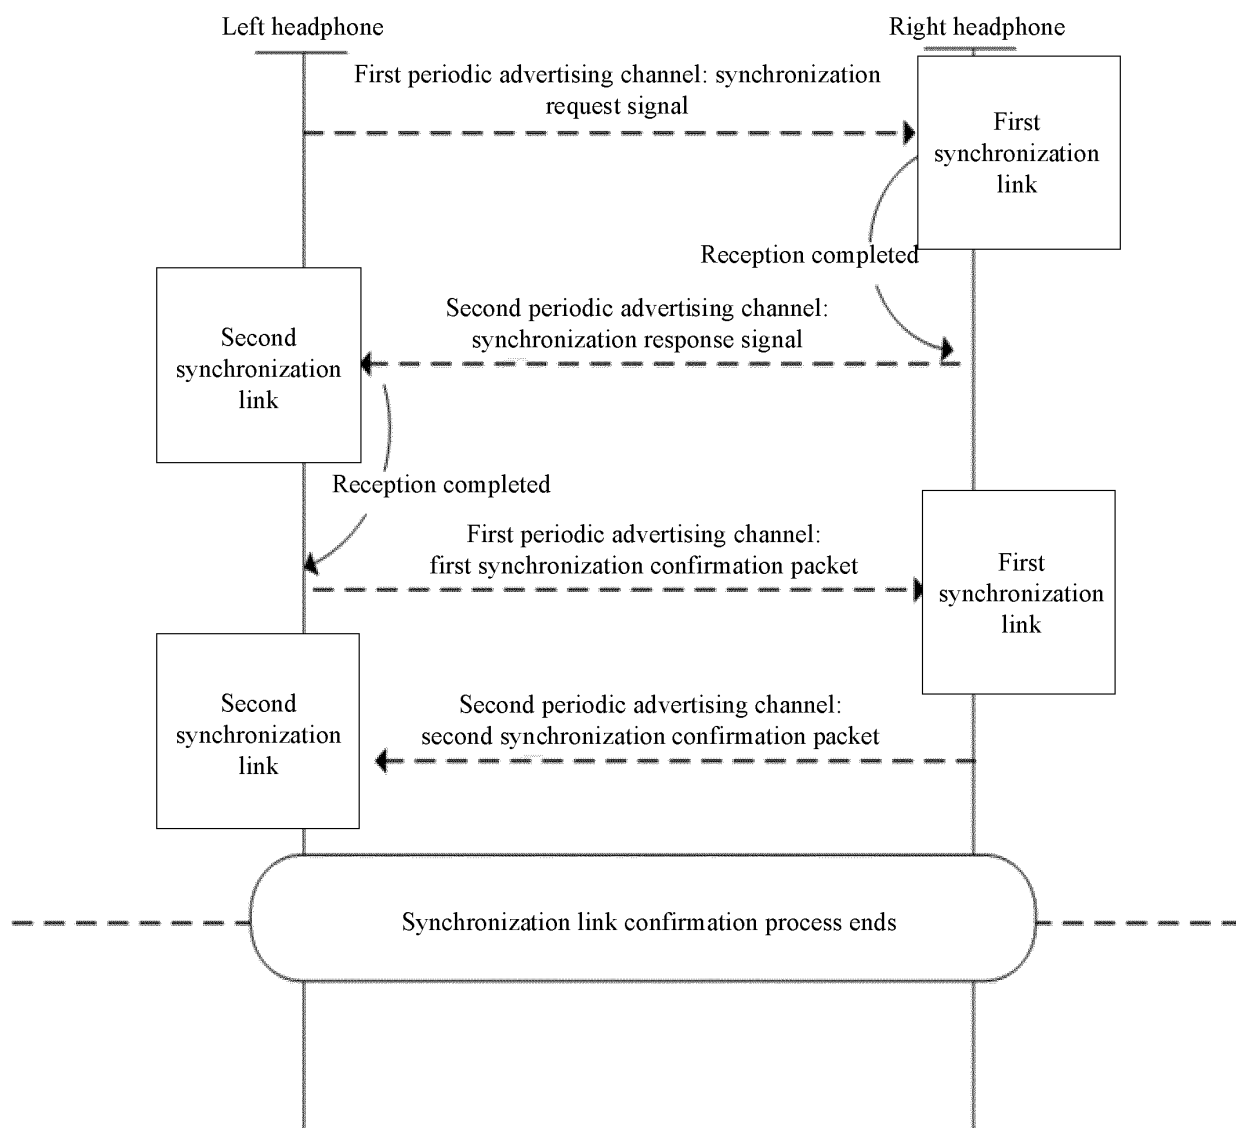 Left headphone
Right headphone
First periodic advertising channel: synchronization
request signal
First
synchronization
link
Reception completed
Second periodic advertising channel:
synchronization response signal
Second
synchronization
link
Reception completed
First periodic advertising channel:
first synchronization confirmation packet
First
synchronization
link
Second
synchronization
link
Second periodic advertising channel:
second synchronization confirmation packet
Synchronization link confirmation process ends